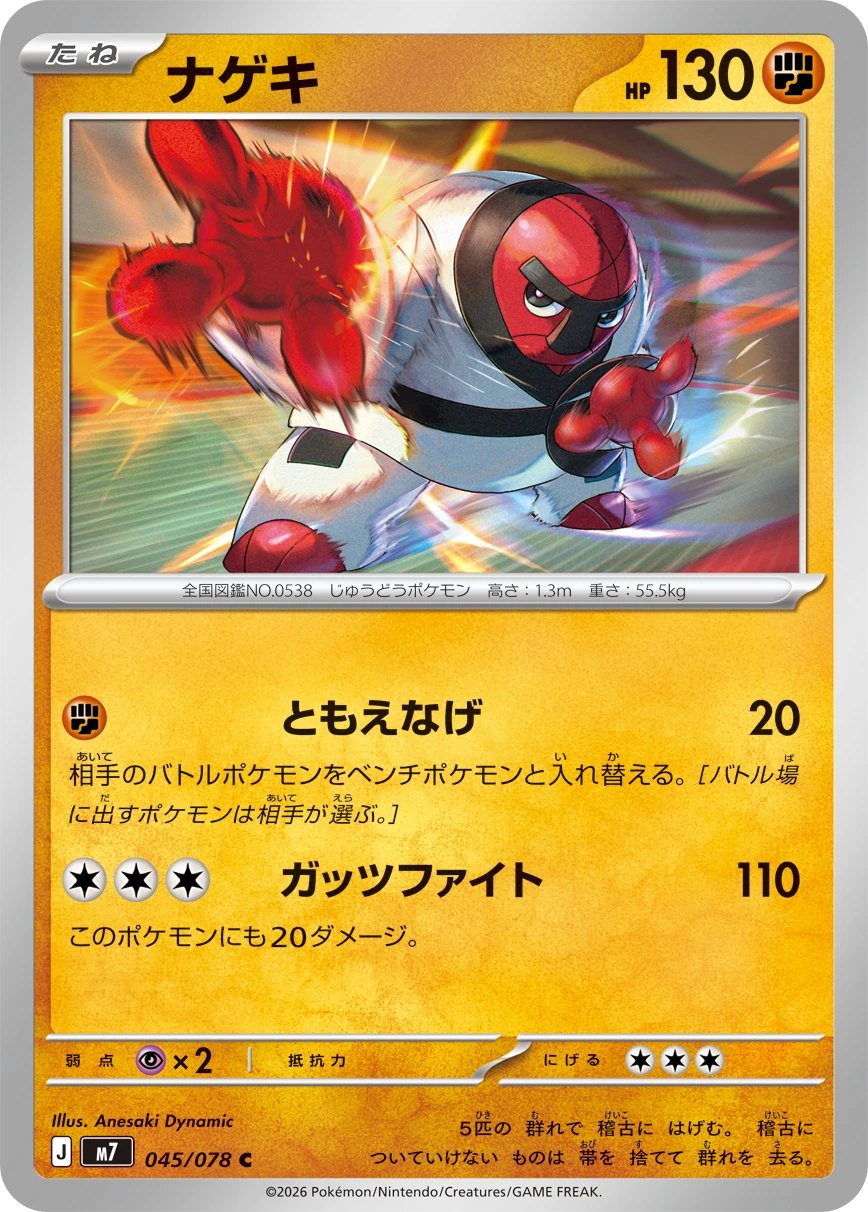 たね
ナゲキ
HP 130
全国図鑑NO.0538 じゅうどうポケモン 高さ：1.3m 重さ：55.5kg
ともえなげ 20
相手のバトルポケモンをベンチポケモンと入れ替える。［バトル場
に出すポケモンは相手が選ぶ。］
ガッツファイト 110
このポケモンにも20ダメージ。
弱点 ×2 抵抗力 にげる
Illus. Anesaki Dynamic
5匹の 群れで 稽古に はげむ。 稽古に
ついていけない ものは 帯を 捨てて 群れを 去る。
J m7 045/078 C
©2026 Pokémon/Nintendo/Creatures/GAME FREAK.